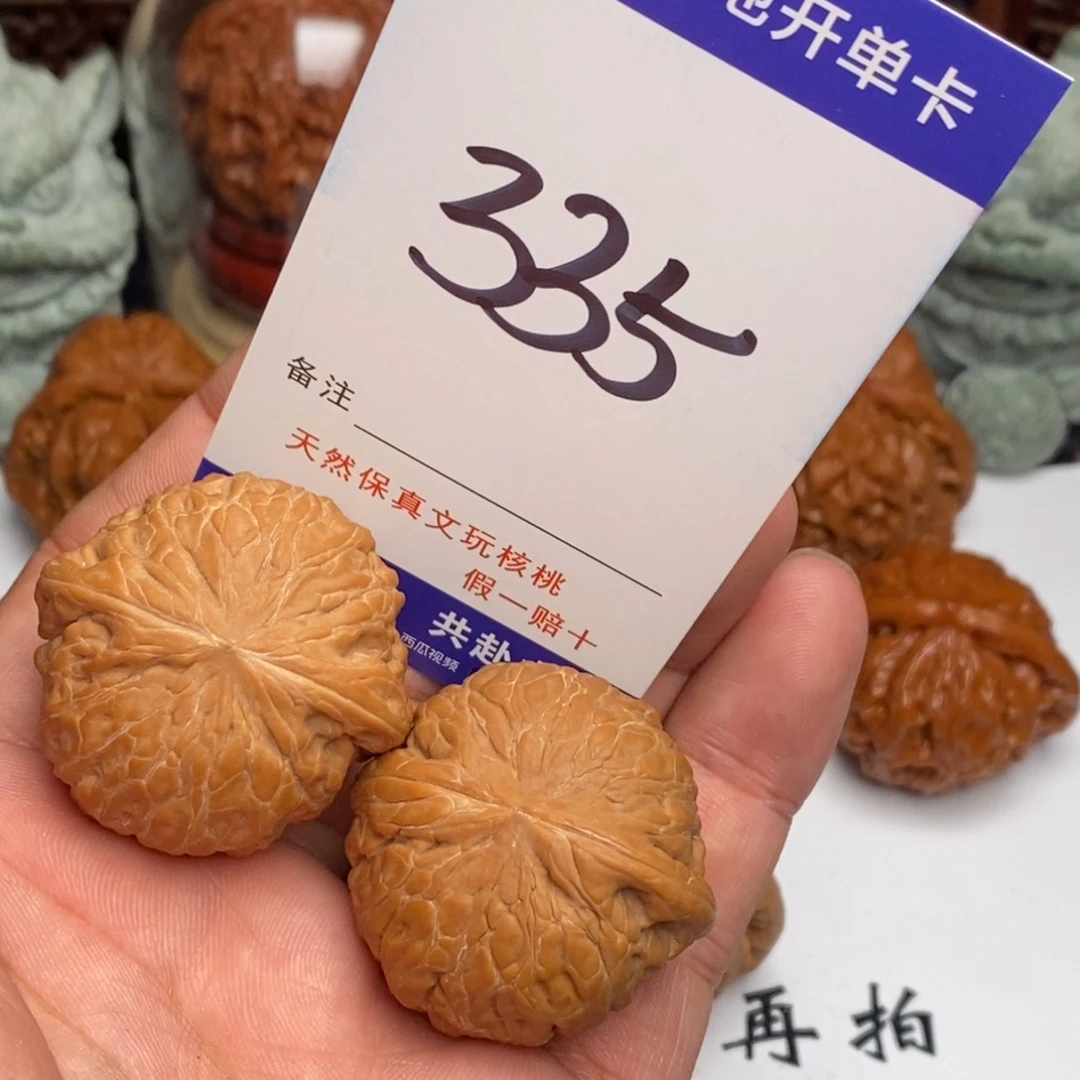 开单卡
335
备注
天然保真文玩核桃
假一赔十
共赴
西瓜视频
再拍